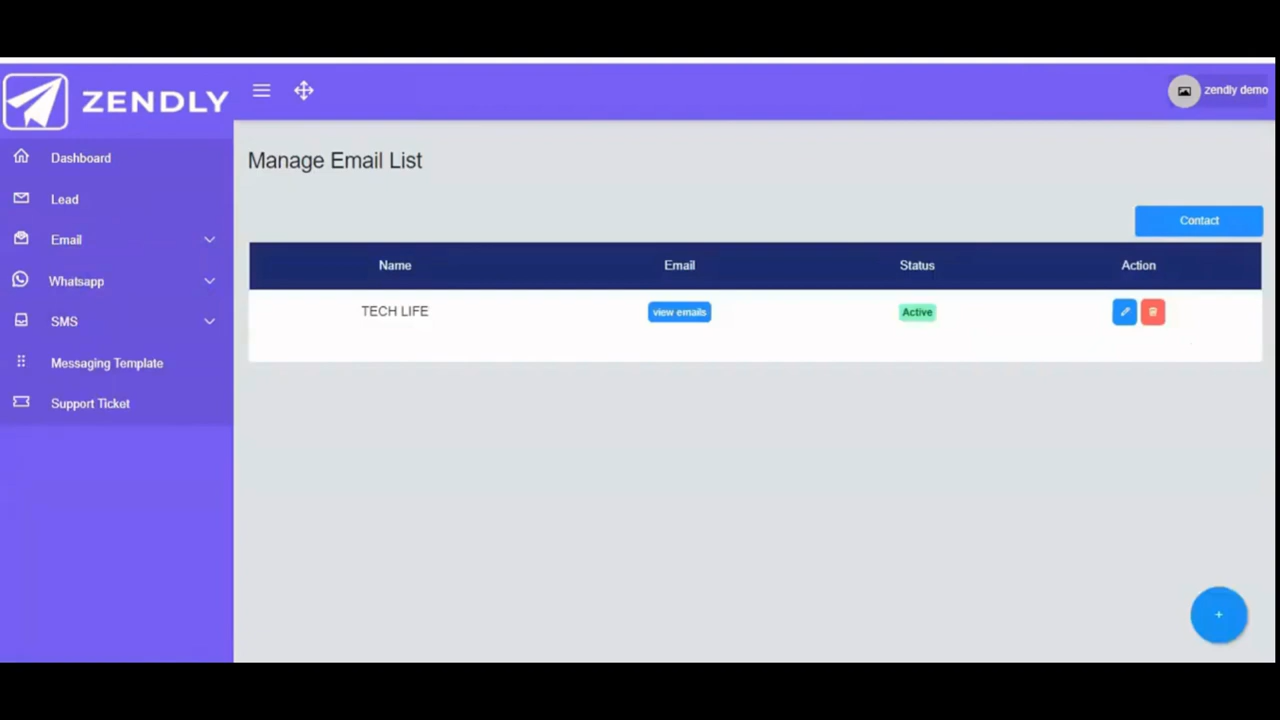 ZENDLY
zendly demo
Dashboard
Lead
Email
Whatsapp
SMS
Messaging Template
Support Ticket
Manage Email List
Contact
Name Email Status Action
TECH LIFE view emails Active
+